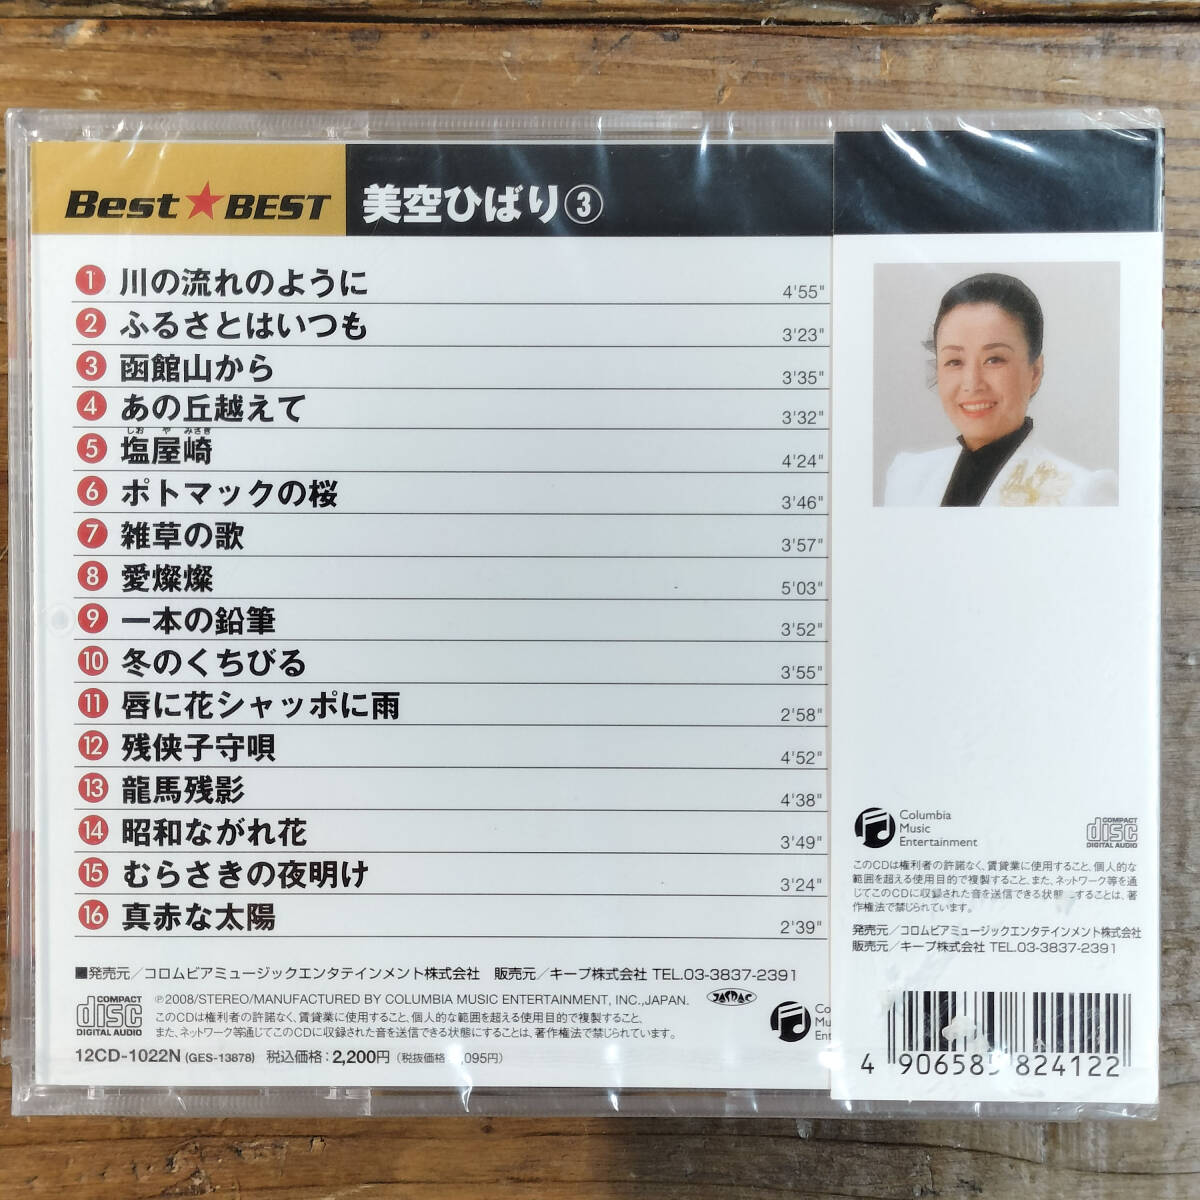 Best★BEST
美空ひばり③
1 川の流れのように 4'55"
2 ふるさとはいつも 3'23"
3 函館山から 3'35"
4 あの丘越えて 3'32"
しおやみさき
5 塩屋崎 4'24"
6 ポトマックの桜 3'46"
7 雑草の歌 3'57"
8 愛燦燦 5'03"
9 一本の鉛筆 3'52"
10 冬のくちびる 3'55"
11 唇に花シャッポに雨 2'58"
12 残侠子守唄 4'52"
13 龍馬残影 4'38"
14 昭和ながれ花 3'49"
15 むらさきの夜明け 3'24"
16 真赤な太陽 2'39"
■発売元／コロムビアミュージックエンタテインメント株式会社 販売元／キープ株式会社 TEL.03-3837-2391
COMPACT
disc
DIGITAL AUDIO
℗2008/STEREO/MANUFACTURED BY COLUMBIA MUSIC ENTERTAINMENT, INC.,JAPAN.
JASRAC
このCDは権利者の許諾なく、賃貸業に使用すること、個人的な範囲を超える使用目的で複製すること、
また、ネットワーク等通じてこのCDに収録された音を送信できる状態にすることは、著作権法で禁じられています。
12CD-1022N (GES-13878) 税込価格：2,200円 (税抜価格 ,095円)
Co
Mu
Ent
Columbia
Music
Entertainment
COMPACT
disc
DIGITAL AUDIO
このCDは権利者の許諾なく、賃貸業に使用すること、個人的な
範囲を超える使用目的で複製すること、また、ネットワーク等を通
じてこのCDに収録された音を送信できる状態 することは、著
作権法で禁じられています。
発売元／コロムビアミュージックエンタテインメント株式会社
販売元／キープ株式会社 TEL.03-3837-2391
4 906585 824122